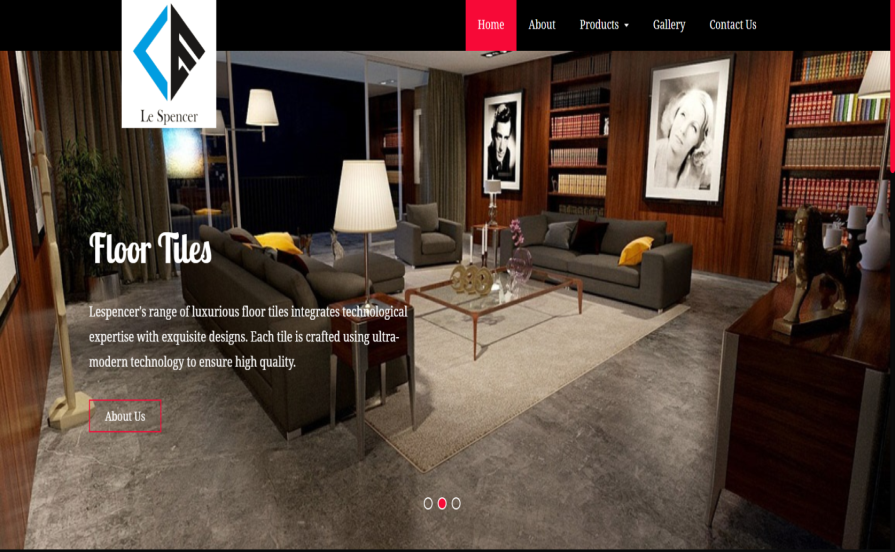 Le Spencer
Home About Products Gallery Contact Us
Floor Tiles
Lespencer's range of luxurious floor tiles integrates technological
expertise with exquisite designs. Each tile is crafted using ultra-
modern technology to ensure high quality.
About Us